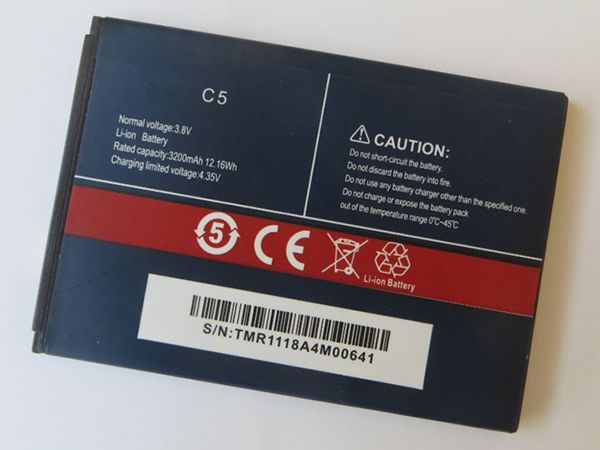 C5
Normal voltage:3.8V
Li-ion Battery
Rated capacity:3200mAh 12.16Wh
Charging limited voltage:4.35V
CAUTION:
Do not short-circuit the battery.
Do not discard the battery into fire.
Do not use any battery charger other than the specified one.
Do not charge or expose the battery pack
out of the temperature range 0℃~45℃
5
CE
Li-ion Battery
S/N:TMR1118A4M00641